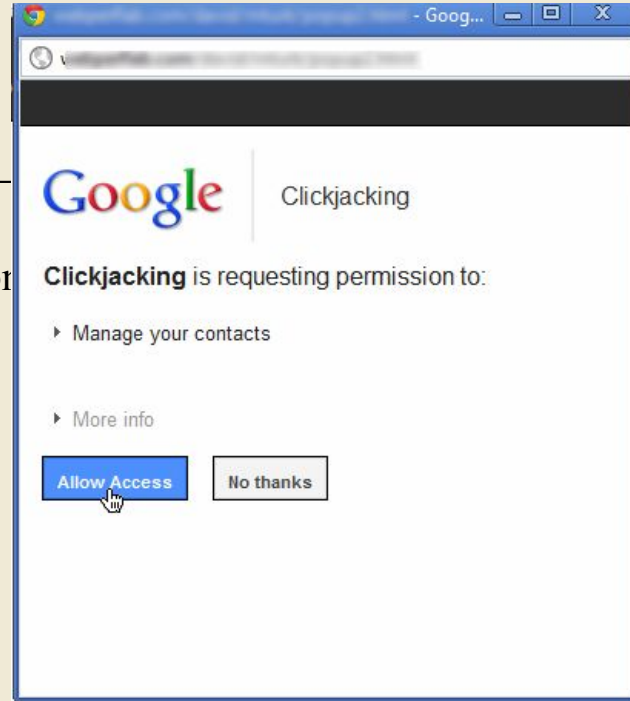 - Goog...
Google
Clickjacking
Clickjacking is requesting permission to:
Manage your contacts
More info
Allow Access
No thanks